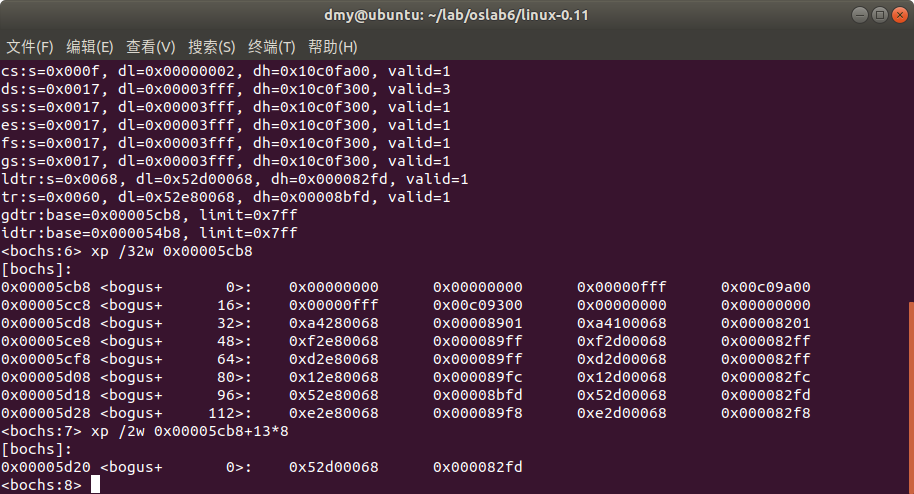 dmy@ubuntu: ~/lab/oslab6/linux-0.11
文件(F) 编辑(E) 查看(V) 搜索(S) 终端(T) 帮助(H)
cs:s=0x000f, dl=0x00000002, dh=0x10c0fa00, valid=1
ds:s=0x0017, dl=0x00003fff, dh=0x10c0f300, valid=3
ss:s=0x0017, dl=0x00003fff, dh=0x10c0f300, valid=1
es:s=0x0017, dl=0x00003fff, dh=0x10c0f300, valid=1
fs:s=0x0017, dl=0x00003fff, dh=0x10c0f300, valid=1
gs:s=0x0017, dl=0x00003fff, dh=0x10c0f300, valid=1
ldtr:s=0x0068, dl=0x52d00068, dh=0x000082fd, valid=1
tr:s=0x0060, dl=0x52e80068, dh=0x00008bfd, valid=1
gdtr:base=0x00005cb8, limit=0x7ff
idtr:base=0x000054b8, limit=0x7ff
<bochs:6> xp /32w 0x00005cb8
[bochs]:
0x00005cb8 <bogus+       0>:    0x00000000      0x00000000      0x00000fff      0x00c09a00
0x00005cc8 <bogus+      16>:    0x00000fff      0x00c09300      0x00000000      0x00000000
0x00005cd8 <bogus+      32>:    0xa4280068      0x00008901      0xa4100068      0x00008201
0x00005ce8 <bogus+      48>:    0xf2e80068      0x000089ff      0xf2d00068      0x000082ff
0x00005cf8 <bogus+      64>:    0xd2e80068      0x000089ff      0xd2d00068      0x000082ff
0x00005d08 <bogus+      80>:    0x12e80068      0x000089fc      0x12d00068      0x000082fc
0x00005d18 <bogus+      96>:    0x52e80068      0x00008bfd      0x52d00068      0x000082fd
0x00005d28 <bogus+     112>:    0xe2e80068      0x000089f8      0xe2d00068      0x000082f8
<bochs:7> xp /2w 0x00005cb8+13*8
[bochs]:
0x00005d20 <bogus+       0>:    0x52d00068      0x000082fd
<bochs:8>